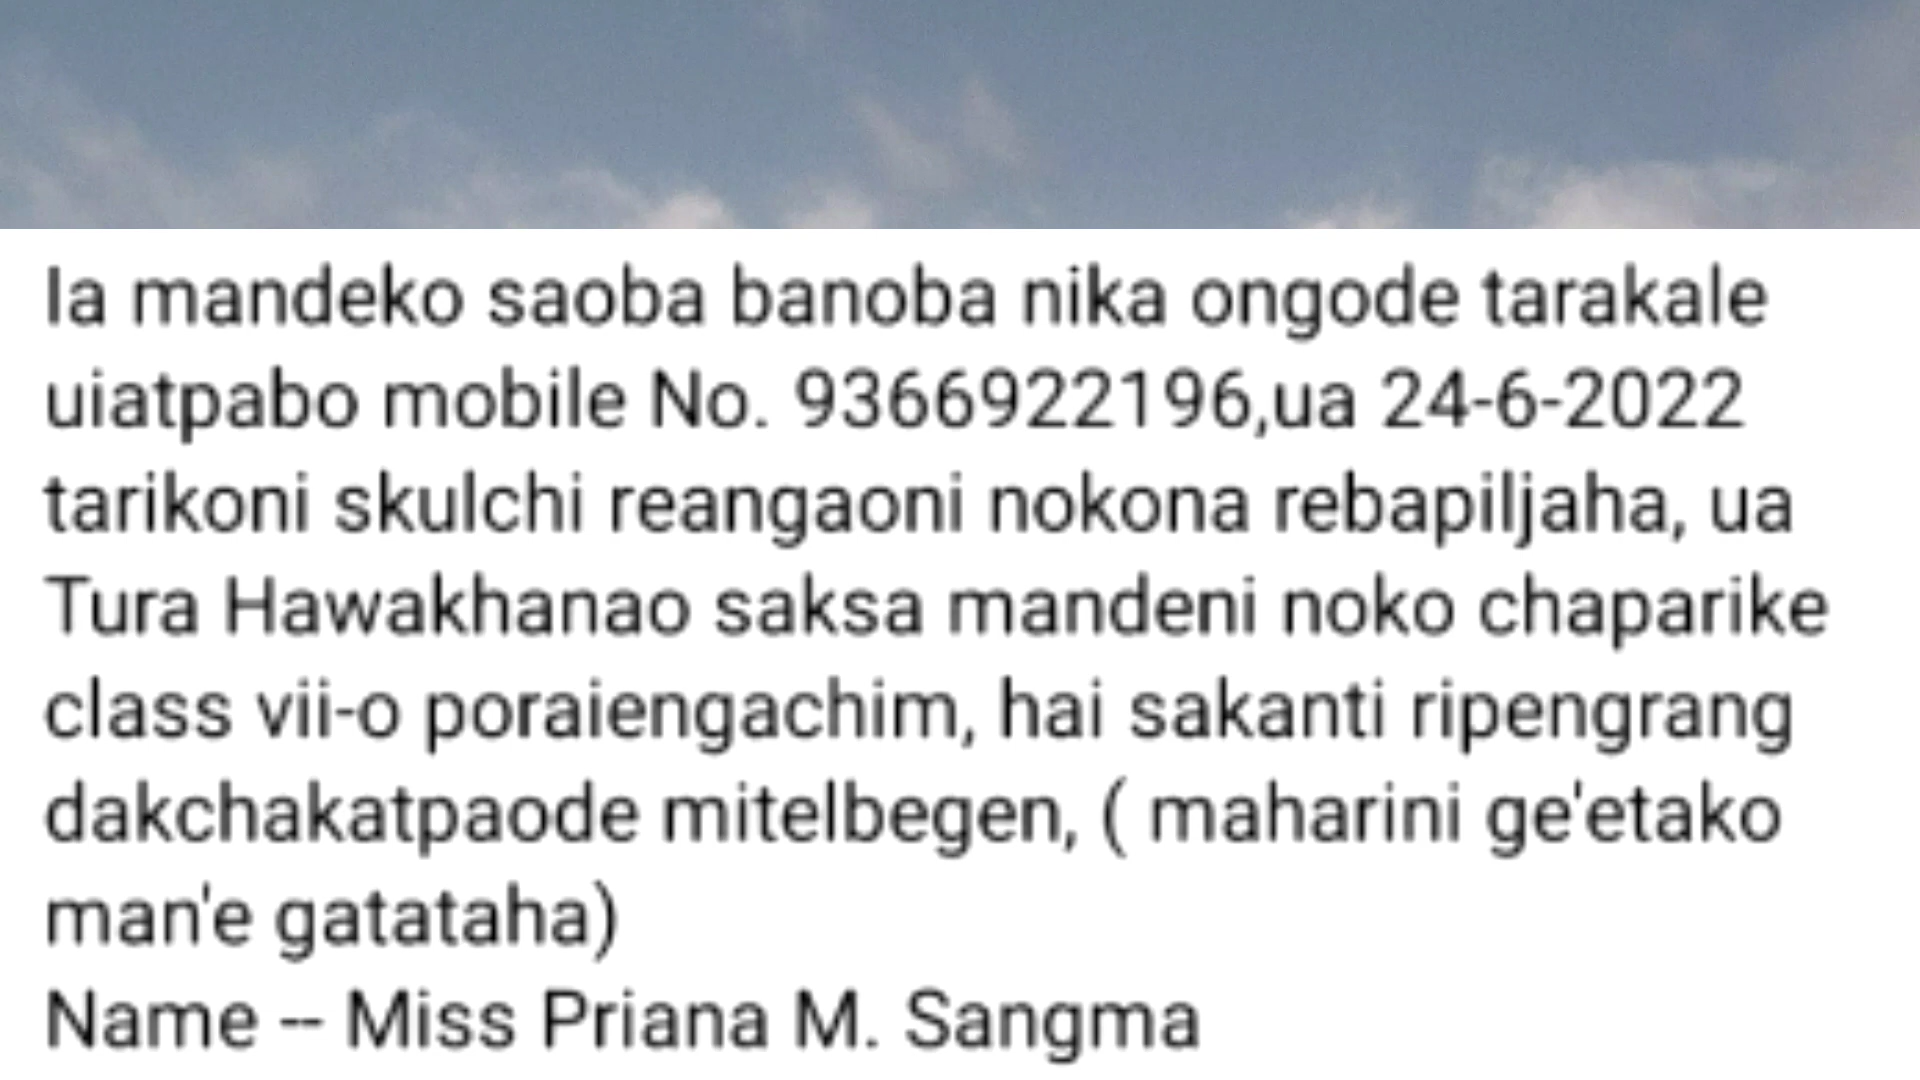 Ia mandeko saoba banoba nika ongode tarakale
uiatpabo mobile No. 9366922196,ua 24-6-2022
tarikoni skulchi reangaoni nokona rebapiljaha, ua
Tura Hawakhanao saksa mandeni noko chaparike
class vii-o poraiengachim, hai sakanti ripengrang
dakchakatpaode mitelbegen, ( maharini ge'etako
man'e gatataha)
Name -- Miss Priana M. Sangma